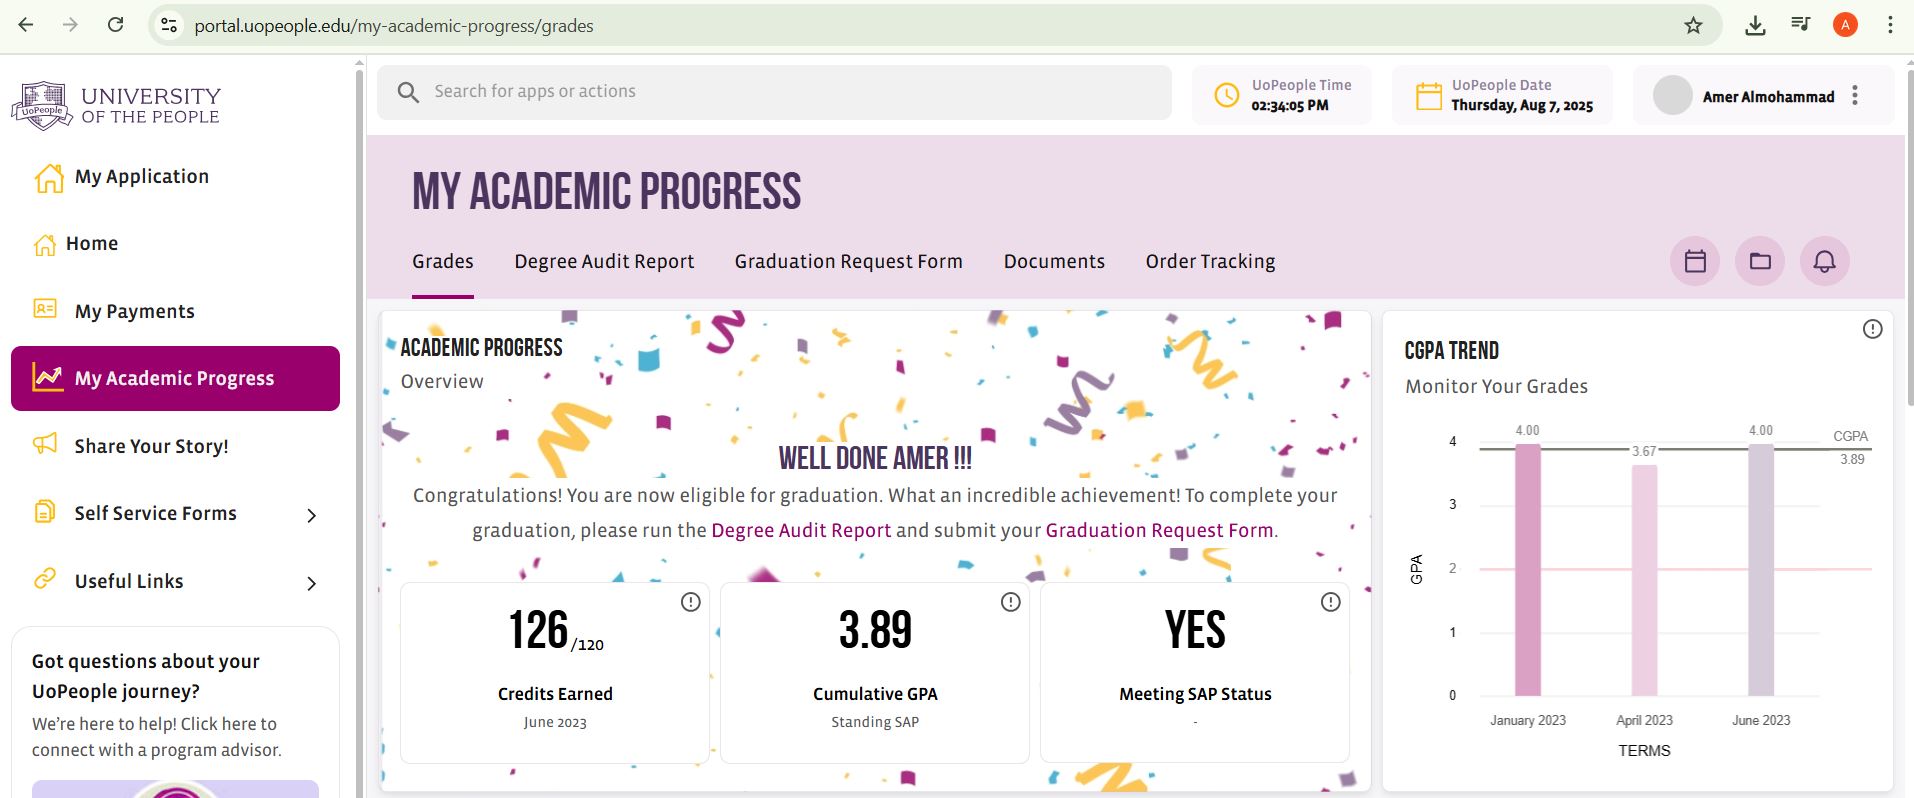 portal.uopeople.edu/my-academic-progress/grades
A
UNIVERSITY
OF THE PEOPLE
UoPeople
My Application
Home
My Payments
My Academic Progress
Share Your Story!
Self Service Forms
Useful Links
Got questions about your
UoPeople journey?
We're here to help! Click here to
connect with a program advisor.
Search for apps or actions
UoPeople Time
02:34:05 PM
UoPeople Date
Thursday, Aug 7, 2025
Amer Almohammad
MY ACADEMIC PROGRESS
Grades
Degree Audit Report
Graduation Request Form
Documents
Order Tracking
ACADEMIC PROGRESS
Overview
WELL DONE AMER !!!
Congratulations! You are now eligible for graduation. What an incredible achievement! To complete your
graduation, please run the Degree Audit Report and submit your Graduation Request Form.
126/120
Credits Earned
June 2023
3.89
Cumulative GPA
Standing SAP
YES
Meeting SAP Status
-
CGPA TREND
Monitor Your Grades
4.00
3.67
4.00
CGPA
3.89
4
3
2
1
0
GPA
January 2023
April 2023
June 2023
TERMS